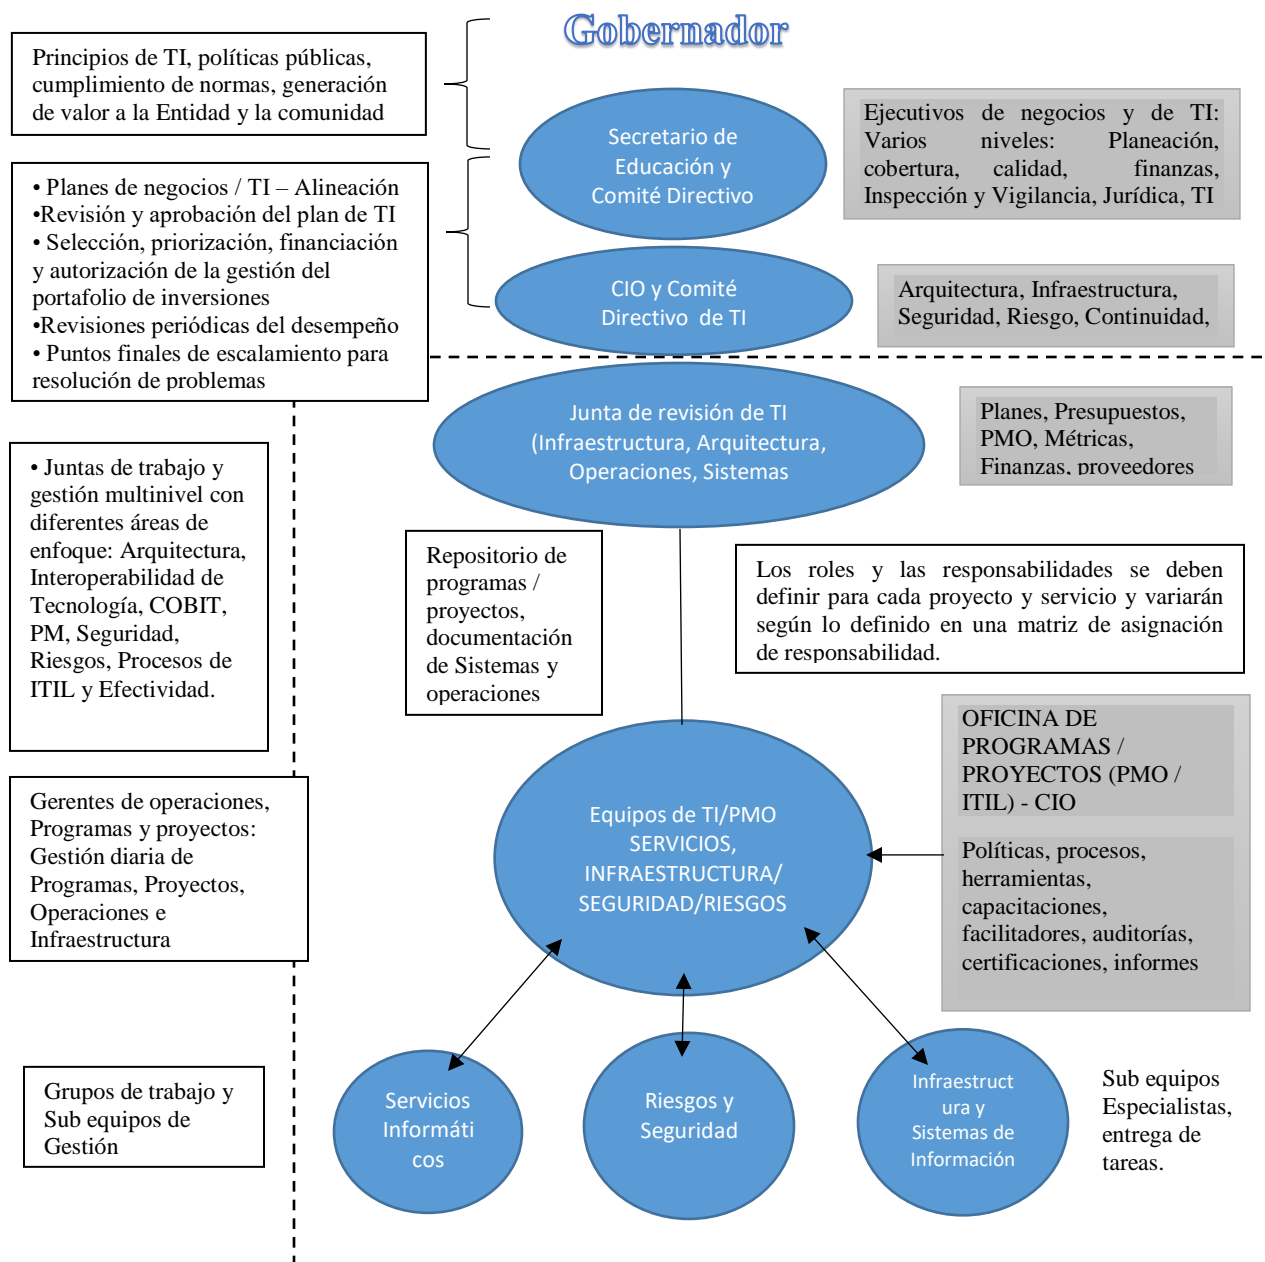 Gobernador
Principios de TI, políticas públicas,
cumplimiento de normas, generación
de valor a la Entidad y la comunidad
Secretario de
Educación y
Comité Directivo
Ejecutivos de negocios y de TI:
Varios niveles: Planeación,
cobertura, calidad, finanzas,
Inspección y Vigilancia, Jurídica, TI
• Planes de negocios / TI – Alineación
•Revisión y aprobación del plan de TI
• Selección, priorización, financiación
y autorización de la gestión del
portafolio de inversiones
•Revisiones periódicas del desempeño
• Puntos finales de escalamiento para
resolución de problemas
CIO y Comité
Directivo de TI
Arquitectura, Infraestructura,
Seguridad, Riesgo, Continuidad,
Junta de revisión de TI
(Infraestructura, Arquitectura,
Operaciones, Sistemas
Planes, Presupuestos,
PMO, Métricas,
Finanzas, proveedores
• Juntas de trabajo y
gestión multinivel con
diferentes áreas de
enfoque: Arquitectura,
Interoperabilidad de
Tecnología, COBIT,
PM, Seguridad,
Riesgos, Procesos de
ITIL y Efectividad.
Repositorio de
programas /
proyectos,
documentación
de Sistemas y
operaciones
Los roles y las responsabilidades se deben
definir para cada proyecto y servicio y variarán
según lo definido en una matriz de asignación
de responsabilidad.
OFICINA DE
PROGRAMAS /
PROYECTOS (PMO /
ITIL) - CIO
Políticas, procesos,
herramientas,
capacitaciones,
facilitadores, auditorías,
certificaciones, informes
Gerentes de operaciones,
Programas y proyectos:
Gestión diaria de
Programas, Proyectos,
Operaciones e
Infraestructura
Equipos de TI/PMO
SERVICIOS,
INFRAESTRUCTURA/
SEGURIDAD/RIESGOS
Grupos de trabajo y
Sub equipos de
Gestión
Servicios
Informáti
cos
Riesgos y
Seguridad
Infraestruct
ura y
Sistemas de
Información
Sub equipos
Especialistas,
entrega de
tareas.